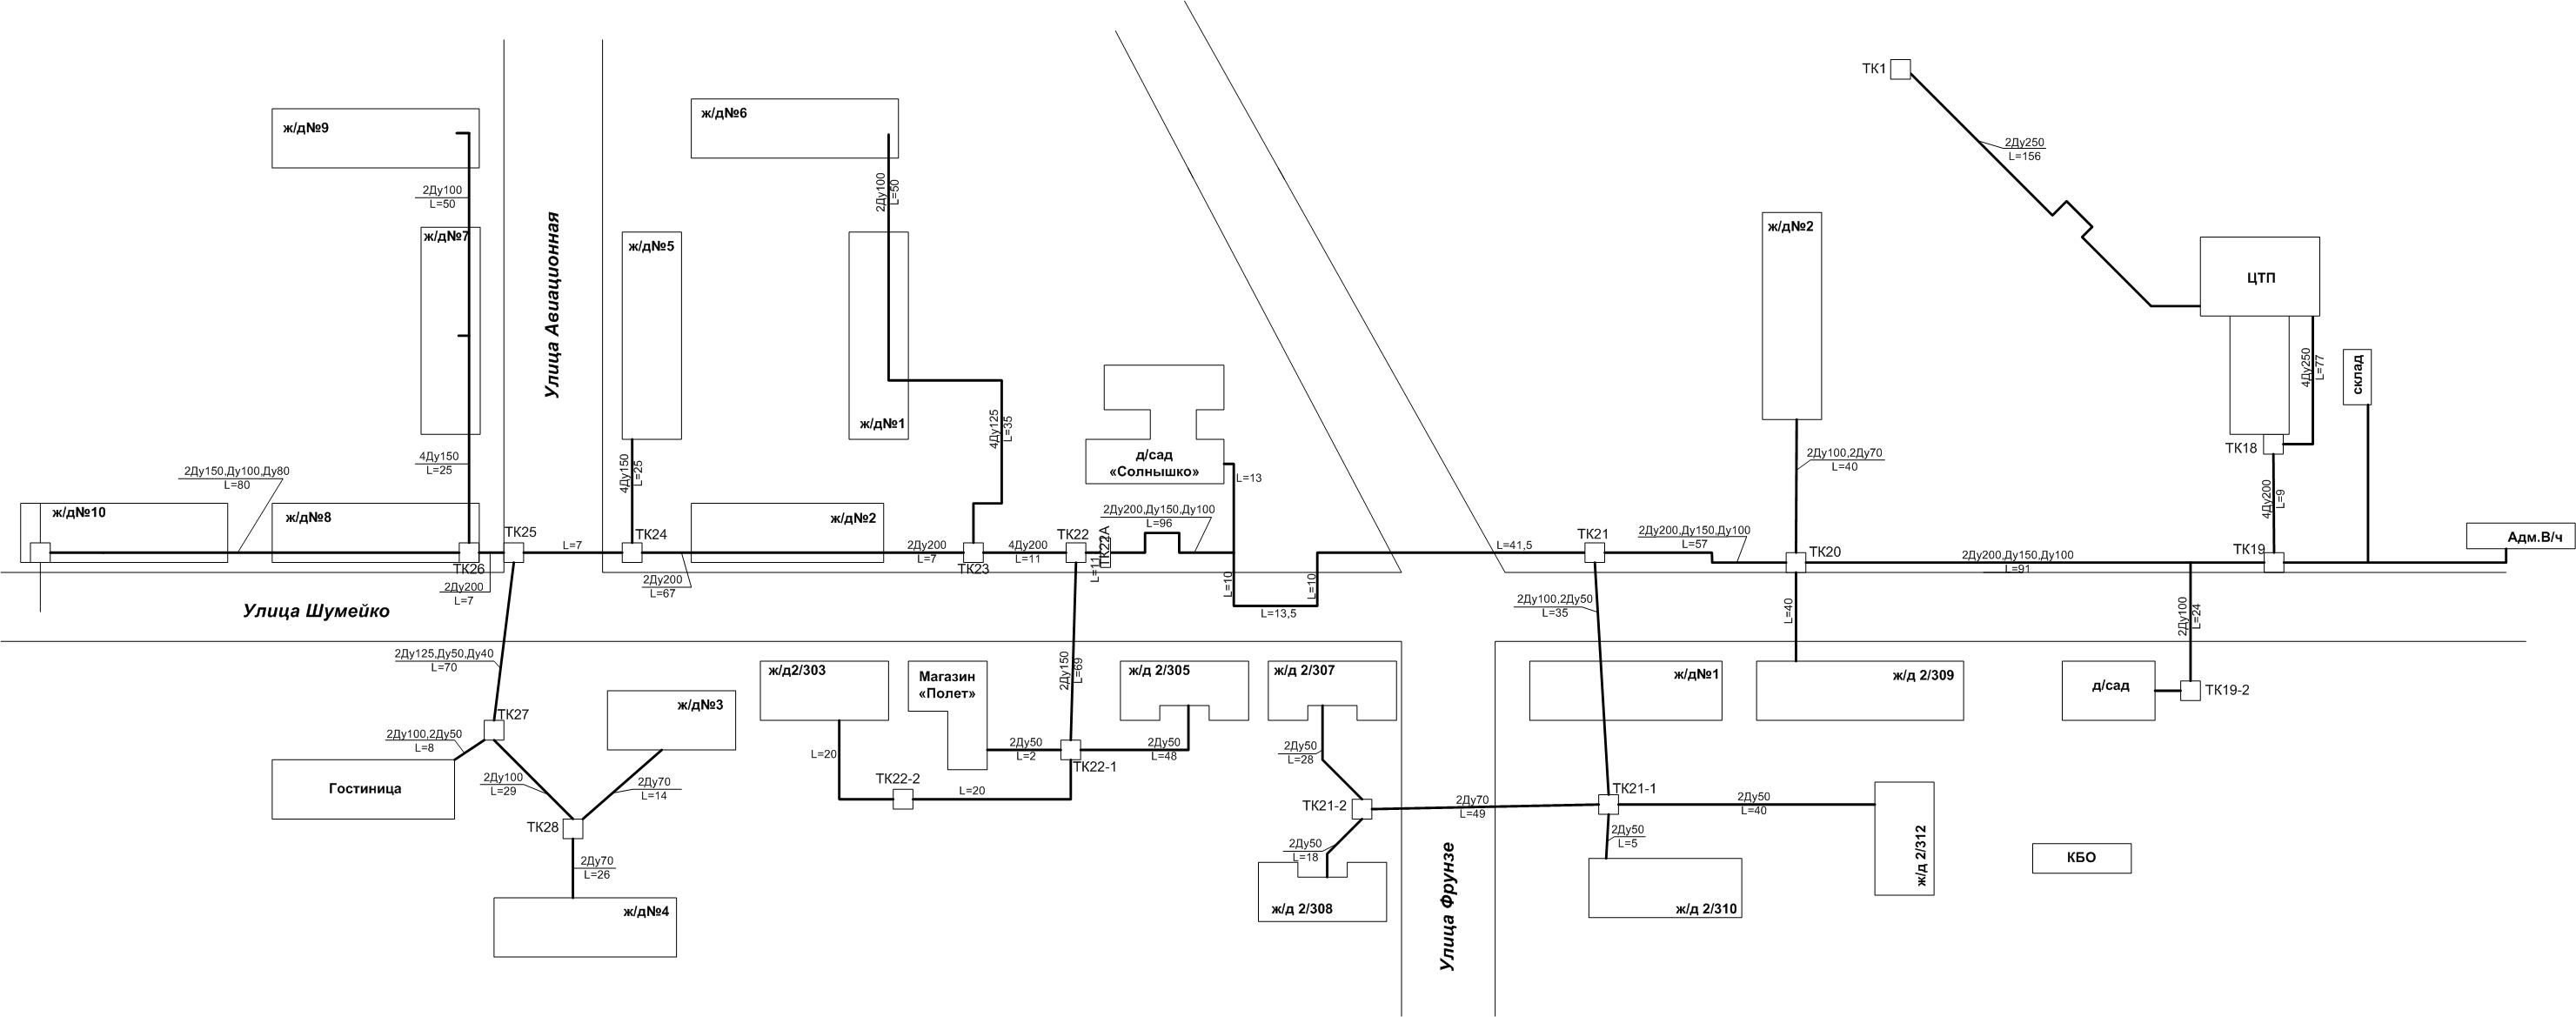 ТК1
2Ду250
L=156
ж/д№9
ж/д№6
2Ду100
L=50
2Ду100
L=50
ж/д№7
ж/д№5
ж/д№2
ЦТП
Улица Авиационная
4Ду250
L=77
склад
ж/д№1
4Ду125
L=35
ТК18
д/сад
«Солнышко»
L=13
2Ду100,2Ду70
L=40
4Ду150
L=25
4Ду150
L=25
2Ду150,Ду100,Ду80
L=80
4Ду200
L=9
ж/д№10
ж/д№8
ТК25
ТК24
ж/д№2
ТК22
ТК22А
2Ду200,Ду150,Ду100
L=96
ТК21
2Ду200,Ду150,Ду100
L=57
ТК20
2Ду200,Ду150,Ду100
L=91
ТК19
Адм.В/ч
L=7
2Ду200
L=7
4Ду200
L=11
L=11
L=41,5
ТК26
2Ду200
L=7
2Ду200
L=67
ТК23
L=10
L=13,5
L=10
Улица Шумейко
2Ду100,2Ду50
L=35
L=40
2Ду100
L=24
2Ду125,Ду50,Ду40
L=70
ж/д2/303
Магазин
«Полет»
2Ду150
L=69
ж/д 2/305
ж/д 2/307
ж/д№1
ж/д 2/309
д/сад
ТК19-2
ж/д№3
ТК27
2Ду100,2Ду50
L=8
L=20
2Ду50
L=2
2Ду50
L=48
2Ду50
L=28
ТК22-1
ТК22-2
L=20
Гостиница
2Ду100
L=29
2Ду70
L=14
ТК21-2
2Ду70
L=49
ТК21-1
2Ду50
L=40
ТК28
2Ду50
L=5
2Ду50
L=18
ж/д 2/312
КБО
2Ду70
L=26
Улица Фрунзе
ж/д№4
ж/д 2/308
ж/д 2/310